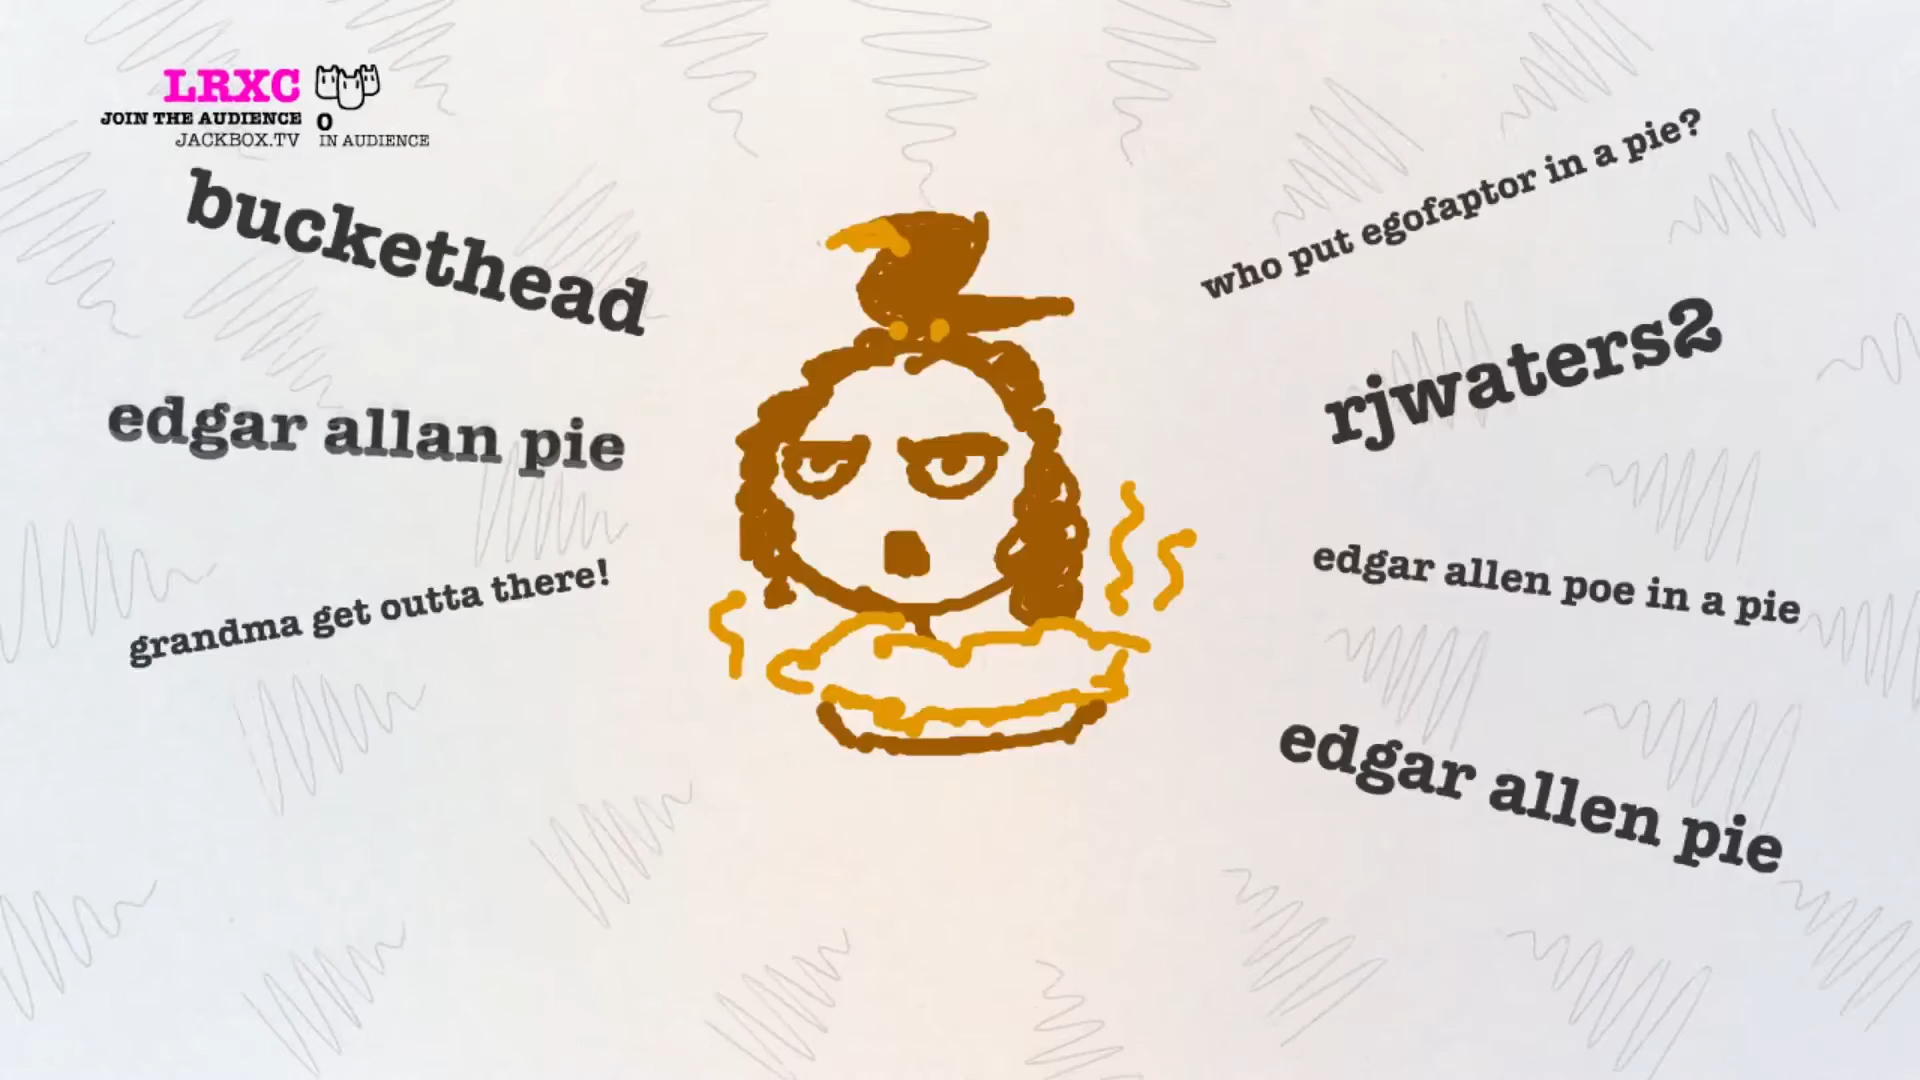 LRXC
JOIN THE AUDIENCE
JACKBOX.TV
0
IN AUDIENCE
buckethead
edgar allan pie
grandma get outta there!
who put egofaptor in a pie?
rjwaters2
edgar allen poe in a pie
edgar allen pie